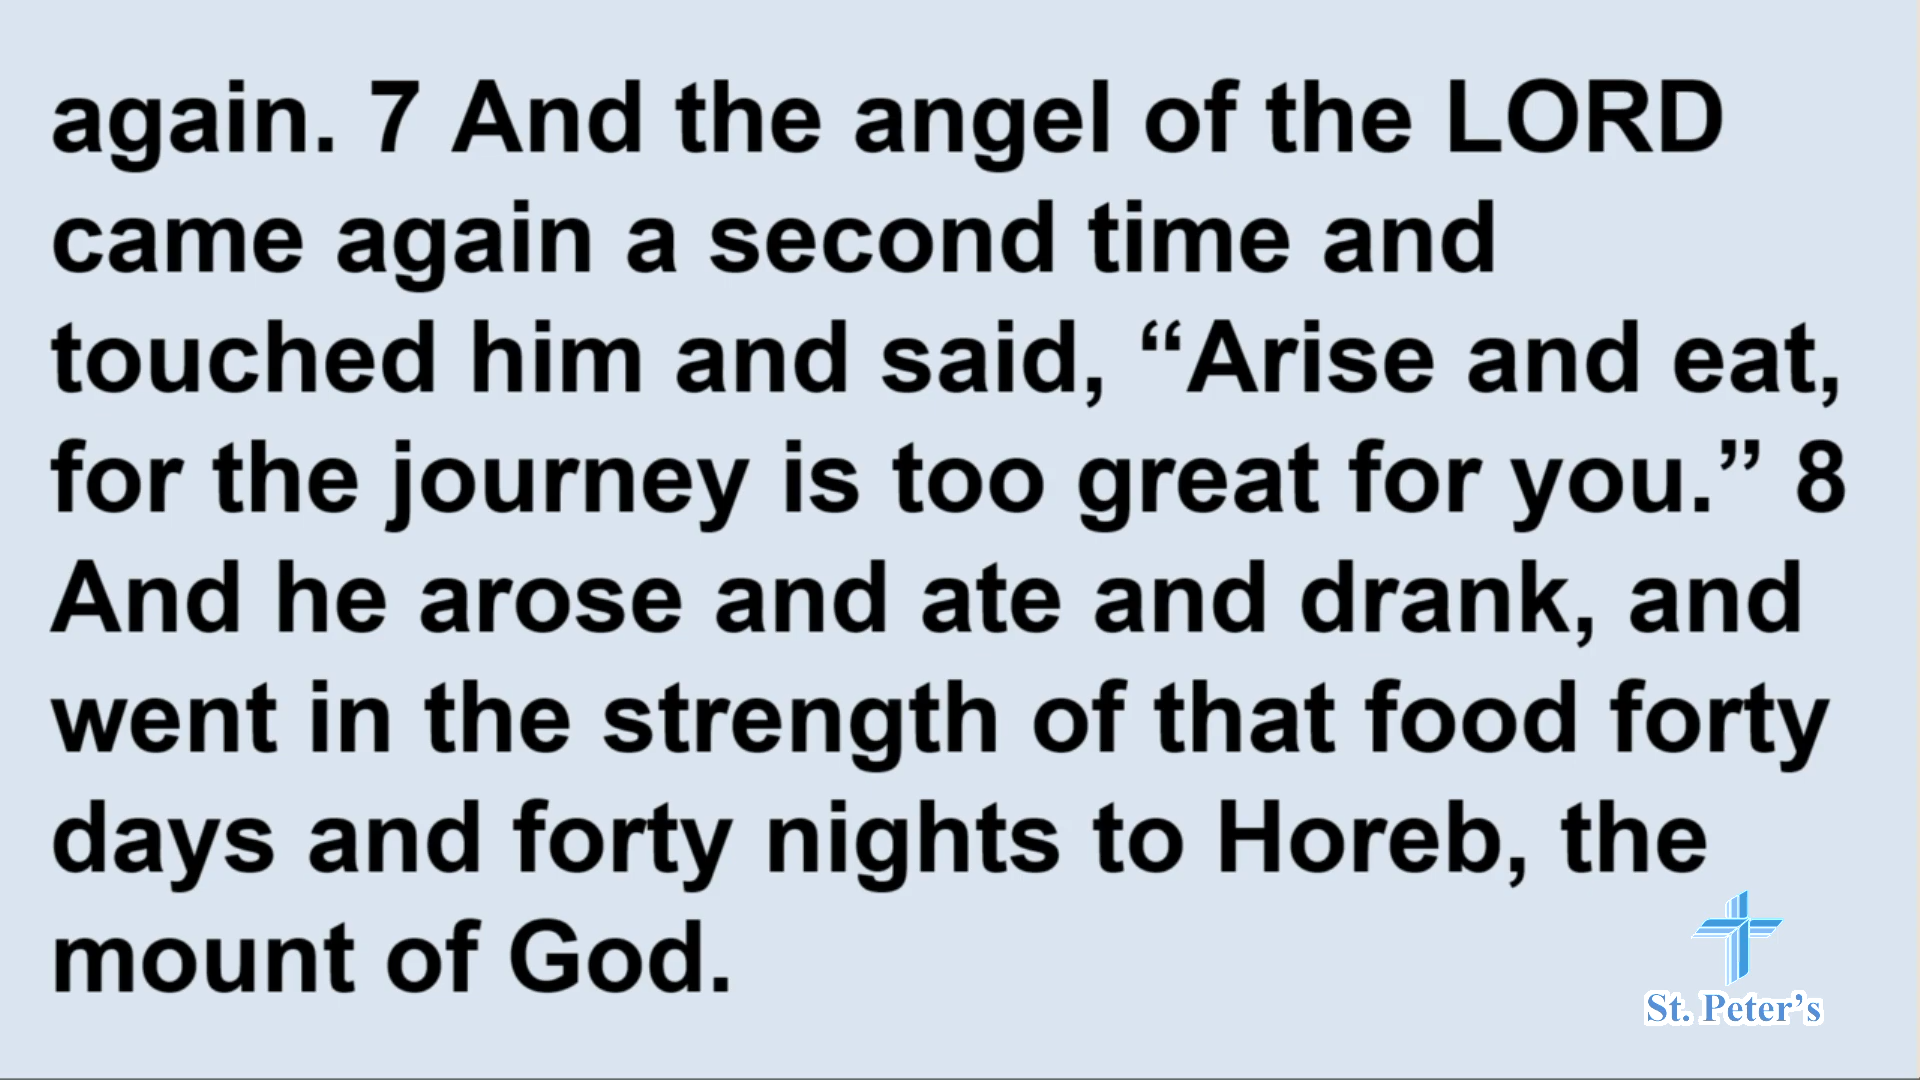 again. 7 And the angel of the LORD
came again a second time and
touched him and said, “Arise and eat,
for the journey is too great for you.” 8
And he arose and ate and drank, and
went in the strength of that food forty
days and forty nights to Horeb, the
mount of God.
St. Peter’s